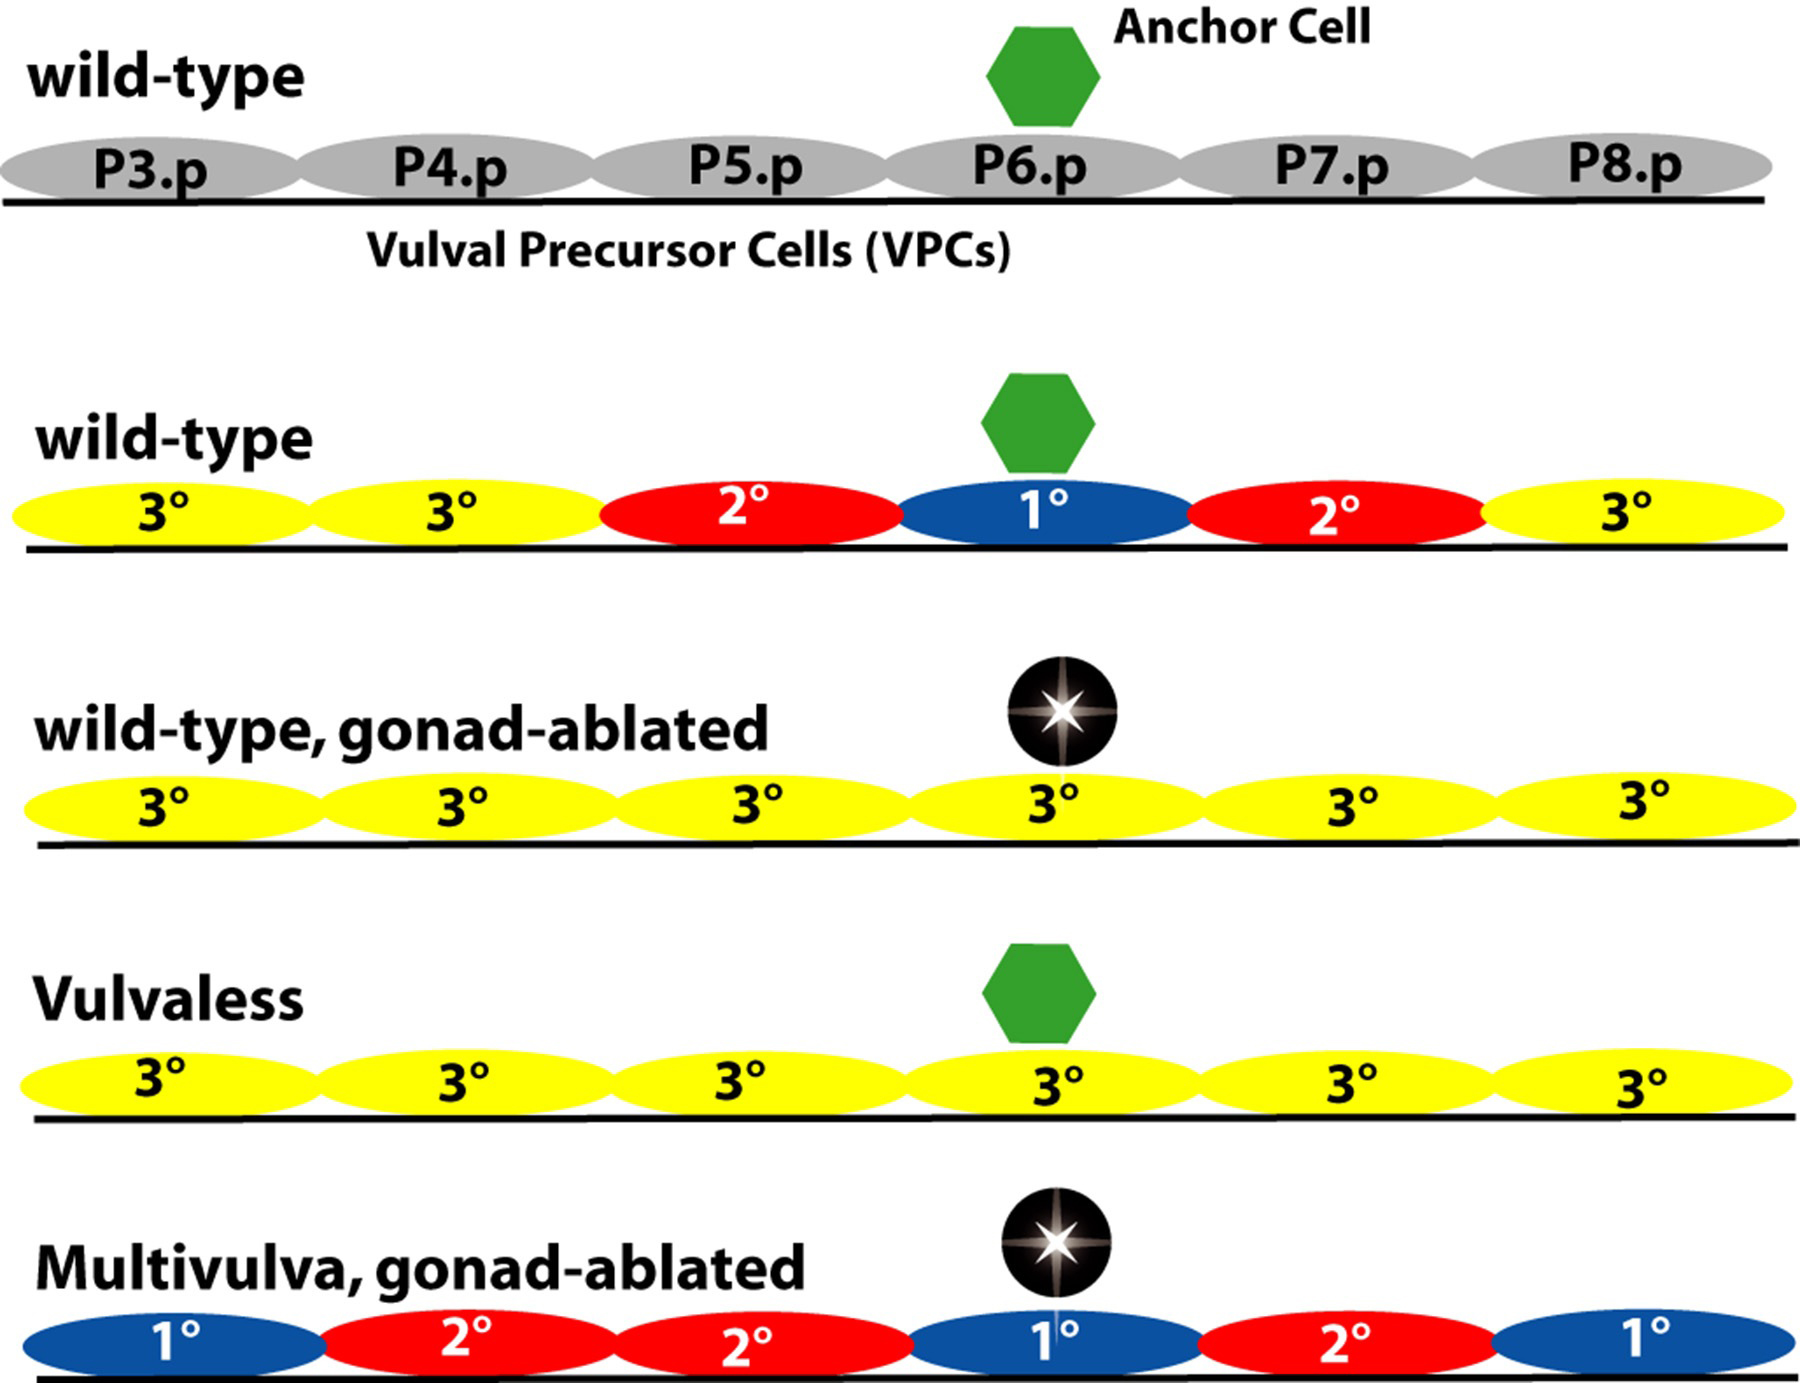 Anchor Cell
wild-type
P3.p P4.p P5.p P6.p P7.p P8.p
Vulval Precursor Cells (VPCs)
wild-type
3° 3° 2° 1° 2° 3°
wild-type, gonad-ablated
3° 3° 3° 3° 3° 3°
Vulvaless
3° 3° 3° 3° 3° 3°
Multivulva, gonad-ablated
1° 2° 2° 1° 2° 1°